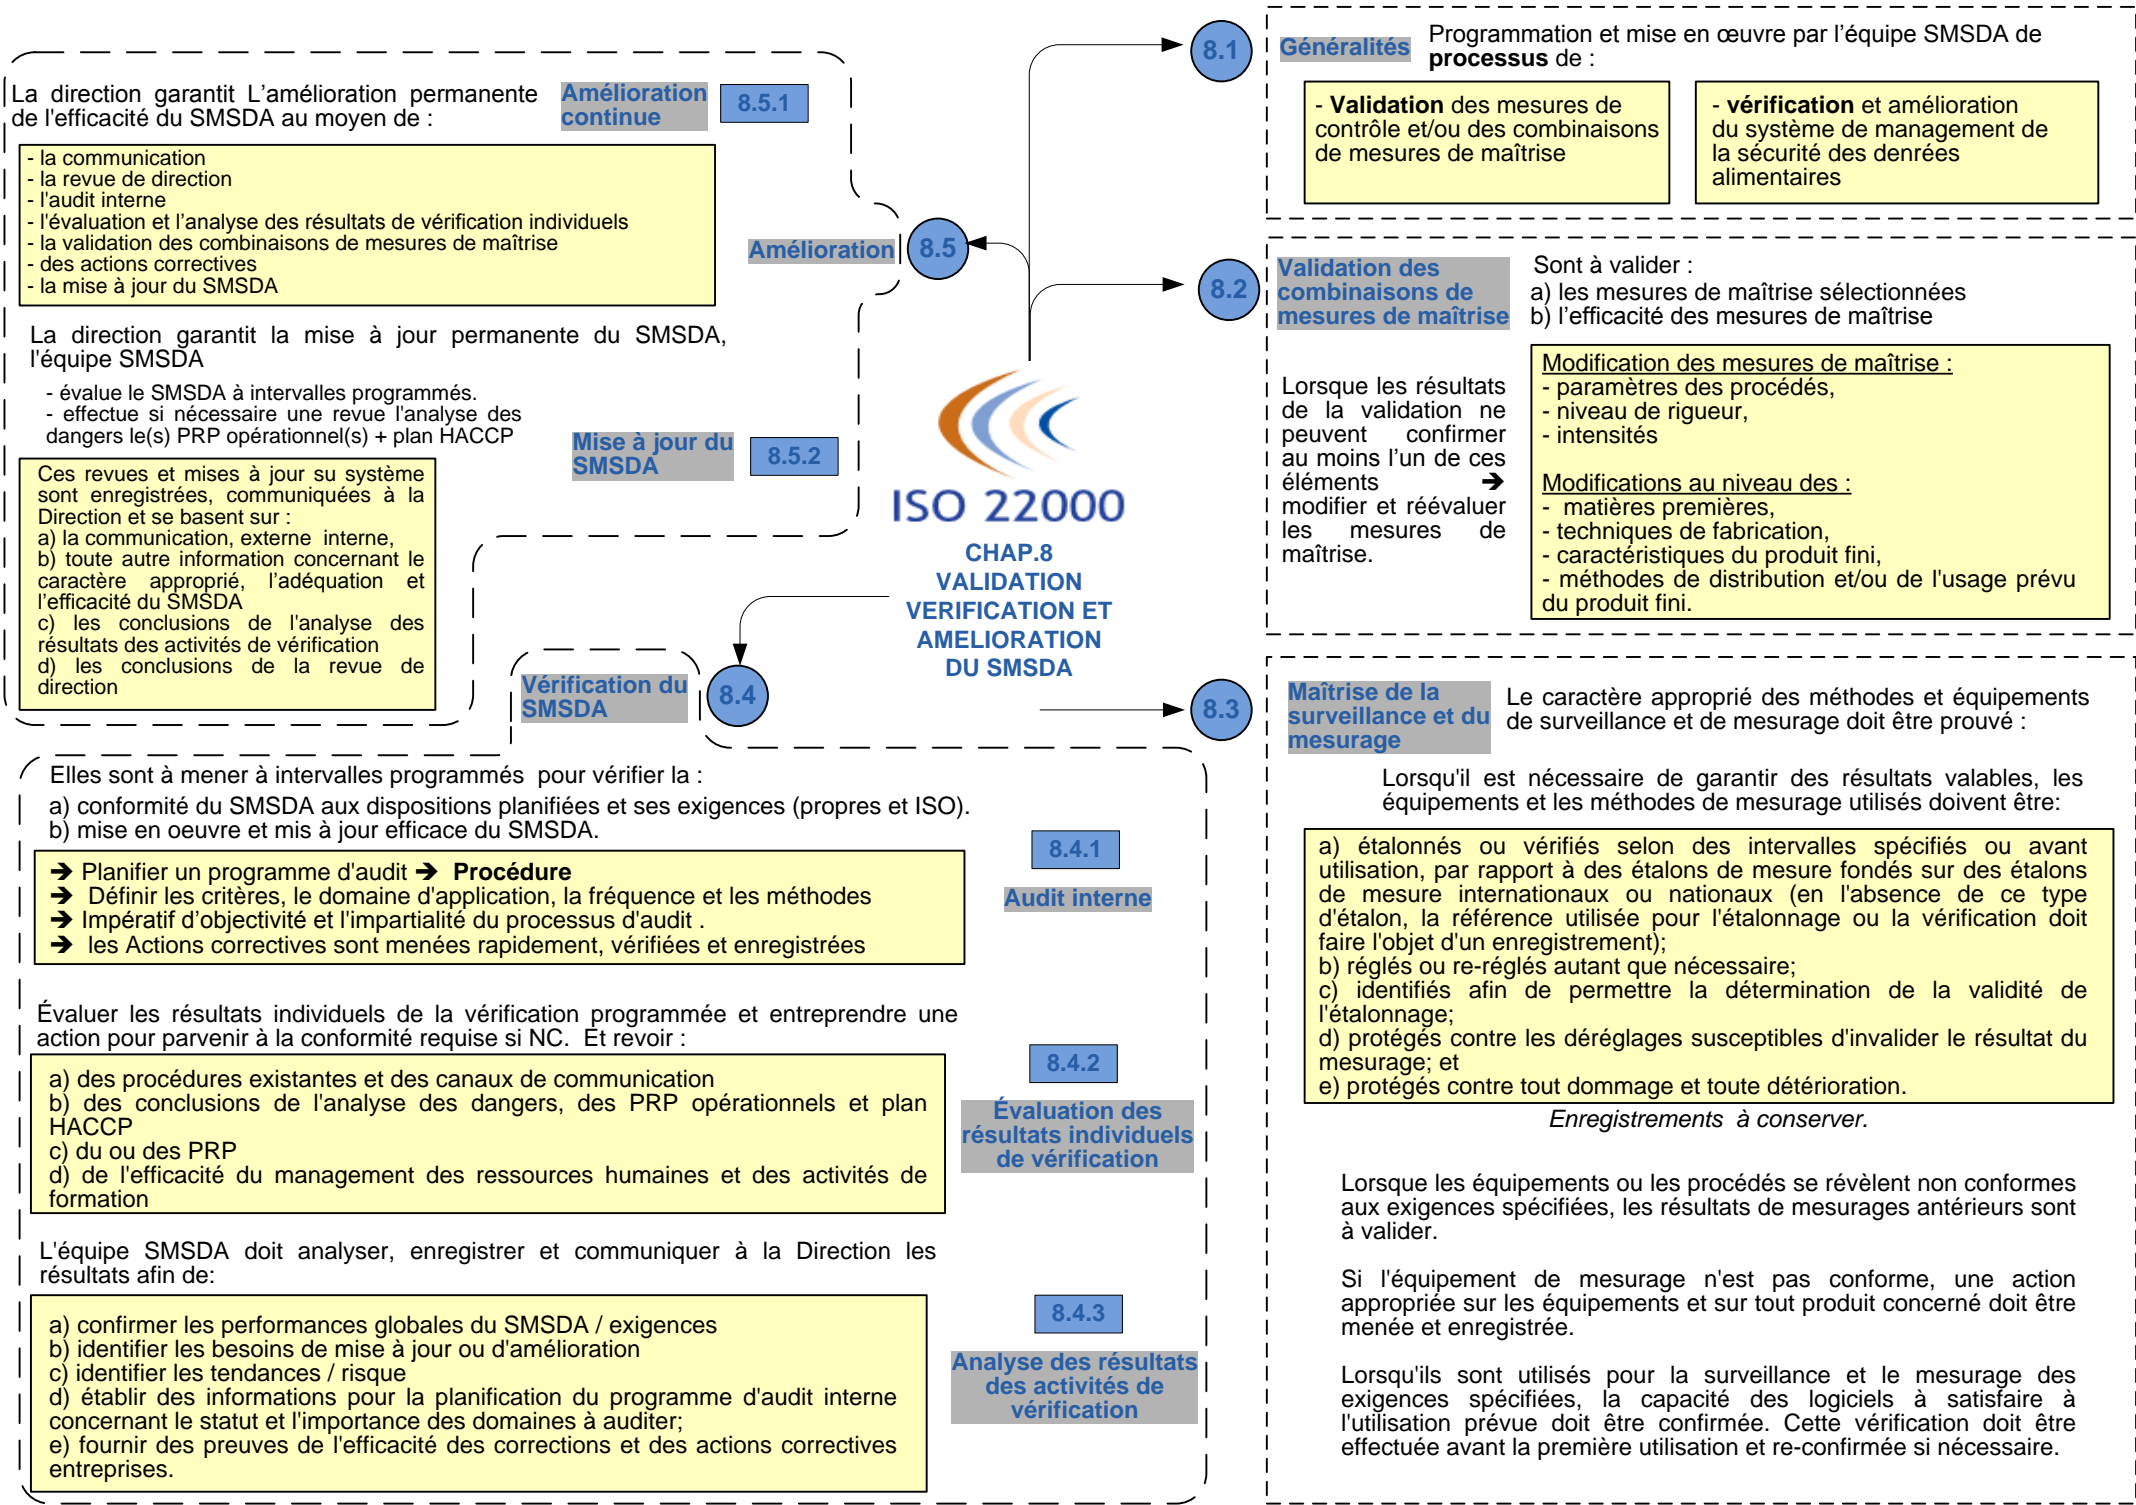 8.1
Généralités
Programmation et mise en œuvre par l'équipe SMSDA de
processus de :
- Validation des mesures de
contrôle et/ou des combinaisons
de mesures de maîtrise
- vérification et amélioration
du système de management de
la sécurité des denrées
alimentaires
8.2
Validation des
combinaisons de
mesures de maîtrise
Sont à valider :
a) les mesures de maîtrise sélectionnées
b) l'efficacité des mesures de maîtrise
Lorsque les résultats
de la validation ne
peuvent confirmer
au moins l'un de ces
éléments ➔
modifier et réévaluer
les mesures de
maîtrise.
Modification des mesures de maîtrise :
- paramètres des procédés,
- niveau de rigueur,
- intensités
Modifications au niveau des :
- matières premières,
- techniques de fabrication,
- caractéristiques du produit fini,
- méthodes de distribution et/ou de l'usage prévu
du produit fini.
8.3
Maîtrise de la
surveillance et du
mesurage
Le caractère approprié des méthodes et équipements
de surveillance et de mesurage doit être prouvé :
Lorsqu'il est nécessaire de garantir des résultats valables, les
équipements et les méthodes de mesurage utilisés doivent être:
a) étalonnés ou vérifiés selon des intervalles spécifiés ou avant
utilisation, par rapport à des étalons de mesure fondés sur des étalons
de mesure internationaux ou nationaux (en l'absence de ce type
d'étalon, la référence utilisée pour l'étalonnage ou la vérification doit
faire l'objet d'un enregistrement);
b) réglés ou re-réglés autant que nécessaire;
c) identifiés afin de permettre la détermination de la validité de
l'étalonnage;
d) protégés contre les déréglages susceptibles d'invalider le résultat du
mesurage; et
e) protégés contre tout dommage et toute détérioration.
Enregistrements à conserver.
Lorsque les équipements ou les procédés se révèlent non conformes
aux exigences spécifiées, les résultats de mesurages antérieurs sont
à valider.
Si l'équipement de mesurage n'est pas conforme, une action
appropriée sur les équipements et sur tout produit concerné doit être
menée et enregistrée.
Lorsqu'ils sont utilisés pour la surveillance et le mesurage des
exigences spécifiées, la capacité des logiciels à satisfaire à
l'utilisation prévue doit être confirmée. Cette vérification doit être
effectuée avant la première utilisation et re-confirmée si nécessaire.
ISO 22000
CHAP.8
VALIDATION
VERIFICATION ET
AMELIORATION
DU SMSDA
8.5
Amélioration
La direction garantit L'amélioration permanente
de l'efficacité du SMSDA au moyen de :
Amélioration
continue
8.5.1
- la communication
- la revue de direction
- l'audit interne
- l'évaluation et l'analyse des résultats de vérification individuels
- la validation des combinaisons de mesures de maîtrise
- des actions correctives
- la mise à jour du SMSDA
La direction garantit la mise à jour permanente du SMSDA,
l'équipe SMSDA
- évalue le SMSDA à intervalles programmés.
- effectue si nécessaire une revue l'analyse des
dangers le(s) PRP opérationnel(s) + plan HACCP
Mise à jour du
SMSDA
8.5.2
Ces revues et mises à jour su système
sont enregistrées, communiquées à la
Direction et se basent sur :
a) la communication, externe interne,
b) toute autre information concernant le
caractère approprié, l'adéquation et
l'efficacité du SMSDA
c) les conclusions de l'analyse des
résultats des activités de vérification
d) les conclusions de la revue de
direction
Vérification du
SMSDA
8.4
Elles sont à mener à intervalles programmés pour vérifier la :
a) conformité du SMSDA aux dispositions planifiées et ses exigences (propres et ISO).
b) mise en oeuvre et mis à jour efficace du SMSDA.
➔ Planifier un programme d'audit ➔ Procédure
➔ Définir les critères, le domaine d'application, la fréquence et les méthodes
➔ Impératif d'objectivité et l'impartialité du processus d'audit .
➔ les Actions correctives sont menées rapidement, vérifiées et enregistrées
8.4.1
Audit interne
Évaluer les résultats individuels de la vérification programmée et entreprendre une
action pour parvenir à la conformité requise si NC. Et revoir :
a) des procédures existantes et des canaux de communication
b) des conclusions de l'analyse des dangers, des PRP opérationnels et plan
HACCP
c) du ou des PRP
d) de l'efficacité du management des ressources humaines et des activités de
formation
8.4.2
Évaluation des
résultats individuels
de vérification
L'équipe SMSDA doit analyser, enregistrer et communiquer à la Direction les
résultats afin de:
a) confirmer les performances globales du SMSDA / exigences
b) identifier les besoins de mise à jour ou d'amélioration
c) identifier les tendances / risque
d) établir des informations pour la planification du programme d'audit interne
concernant le statut et l'importance des domaines à auditer;
e) fournir des preuves de l'efficacité des corrections et des actions correctives
entreprises.
8.4.3
Analyse des résultats
des activités de
vérification